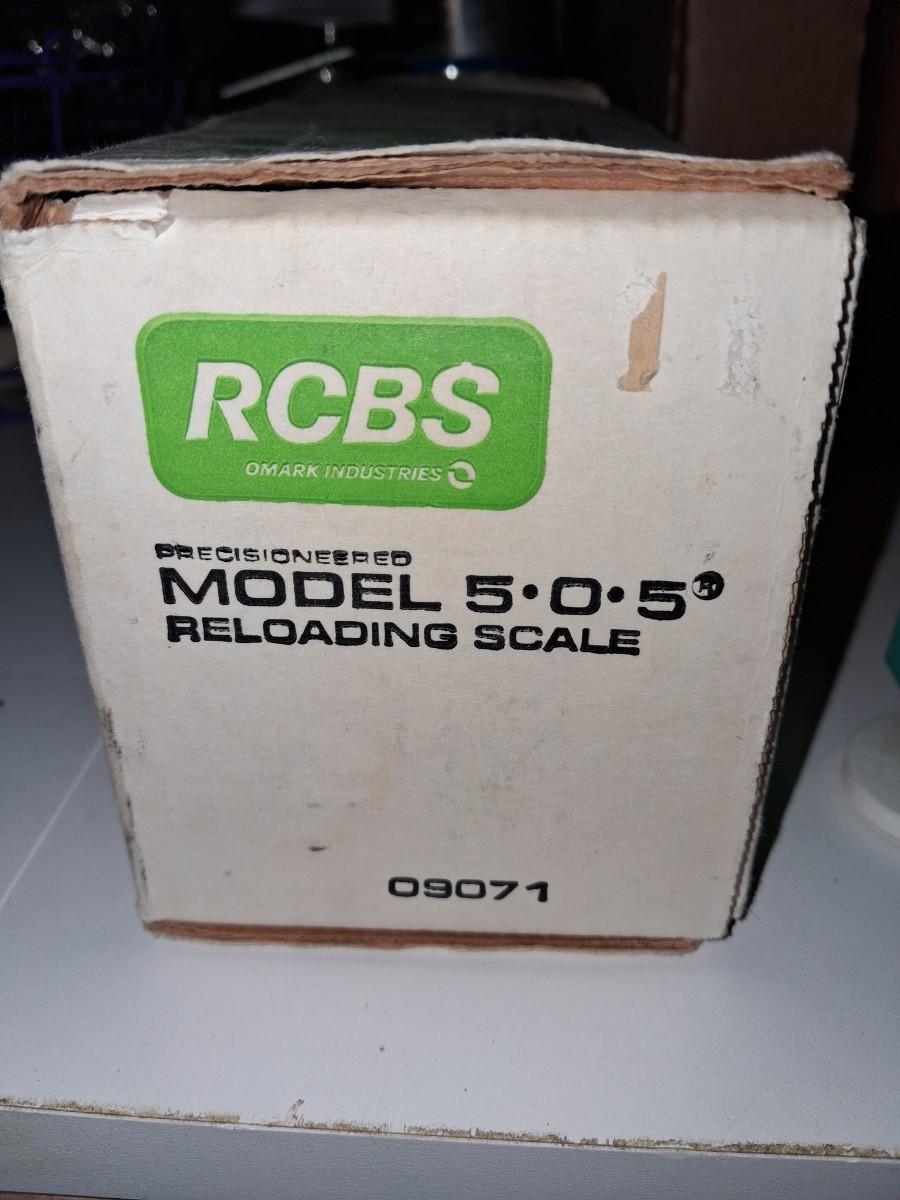 RCBS
OMARK INDUSTRIES
PRECISIONEERED
MODEL 5•0•5®
RELOADING SCALE
09071